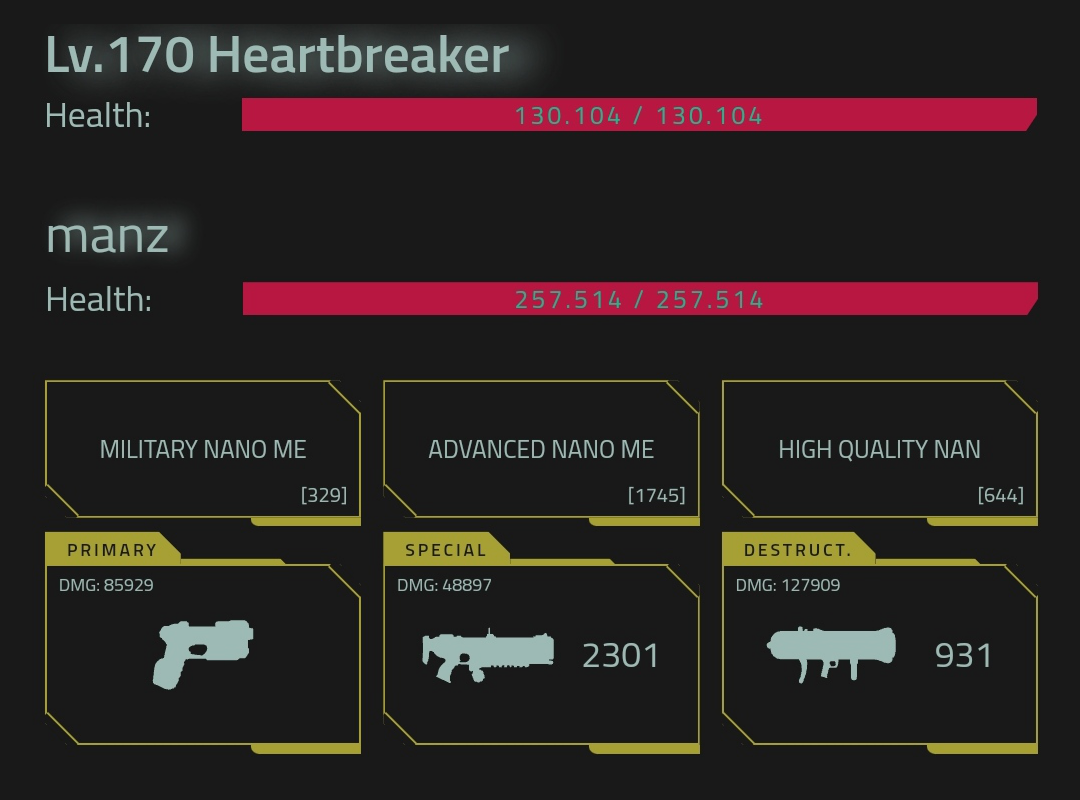 Lv.170 Heartbreaker
Health: 130.104 / 130.104
manz
Health: 257.514 / 257.514
MILITARY NANO ME ADVANCED NANO ME HIGH QUALITY NAN
[329] [1745] [644]
PRIMARY SPECIAL DESTRUCT.
DMG: 85929 DMG: 48897 DMG: 127909
2301 931